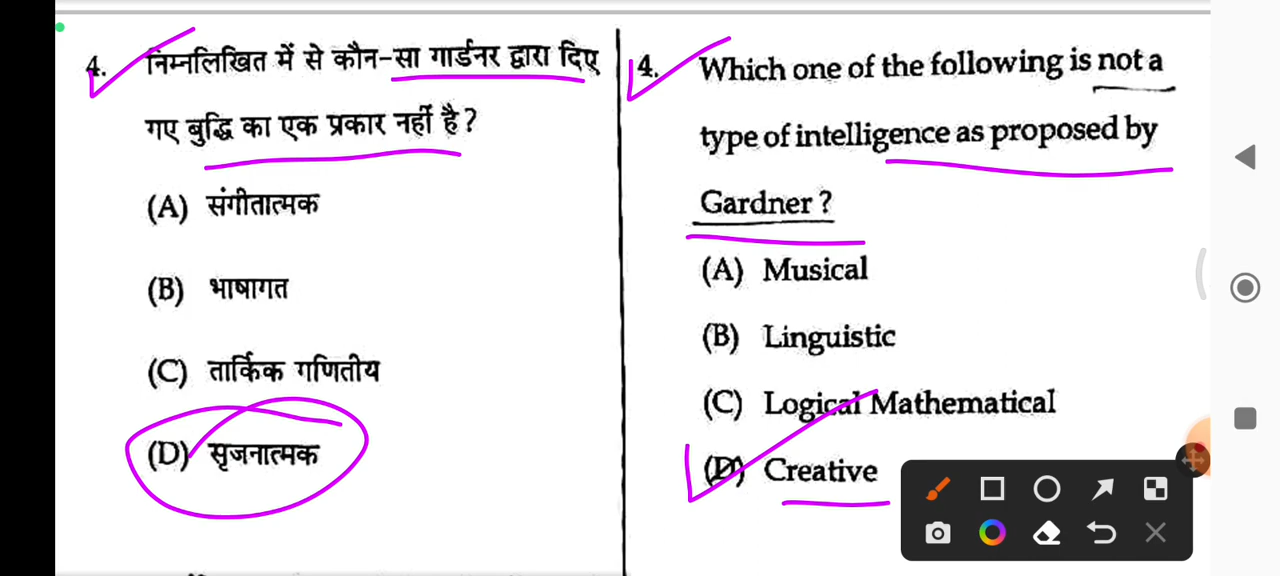 4. निम्नलिखित में से कौन-सा गार्डनर द्वारा दिए
गए बुद्धि का एक प्रकार नहीं है?
(A) संगीतात्मक
(B) भाषागत
(C) तार्किक गणितीय
(D) सृजनात्मक
4. Which one of the following is not a
type of intelligence as proposed by
Gardner ?
(A) Musical
(B) Linguistic
(C) Logical Mathematical
(D) Creative